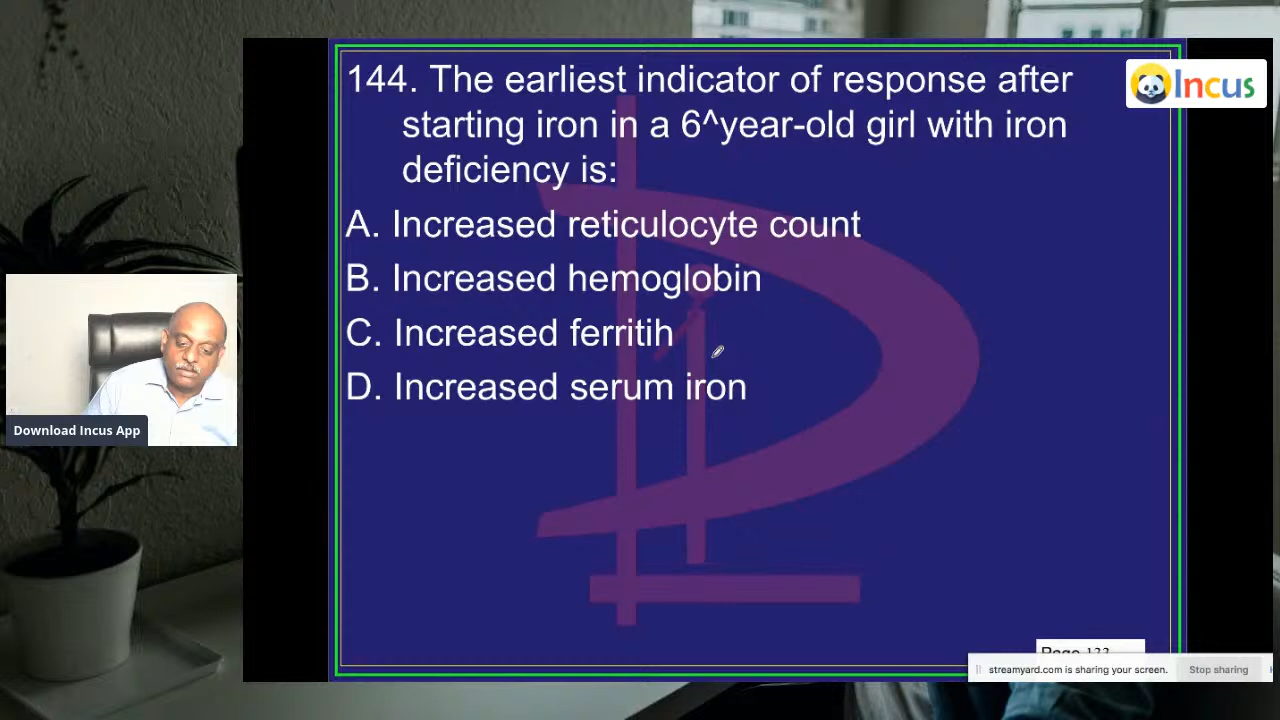 144. The earliest indicator of response after
starting iron in a 6^year-old girl with iron
deficiency is:
A. Increased reticulocyte count
B. Increased hemoglobin
C. Increased ferritih
D. Increased serum iron
Incus
Download Incus App
Page 133
streamyard.com is sharing your screen.
Stop sharing